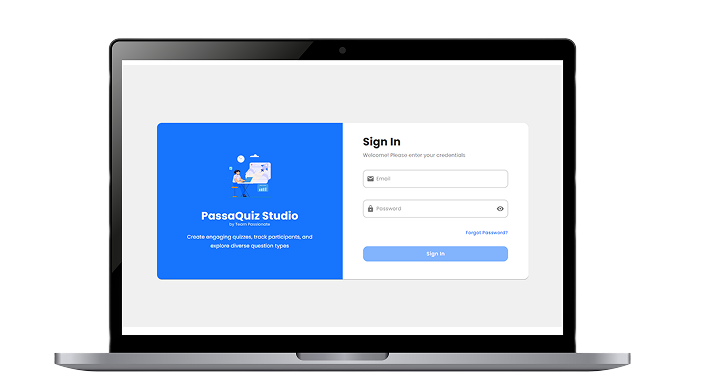 PassaQuiz Studio
by Team Passionate
Create engaging quizzes, track participants, and
explore diverse question types
Sign In
Welcome! Please enter your credentials
Email
Password
Forgot Password?
Sign In